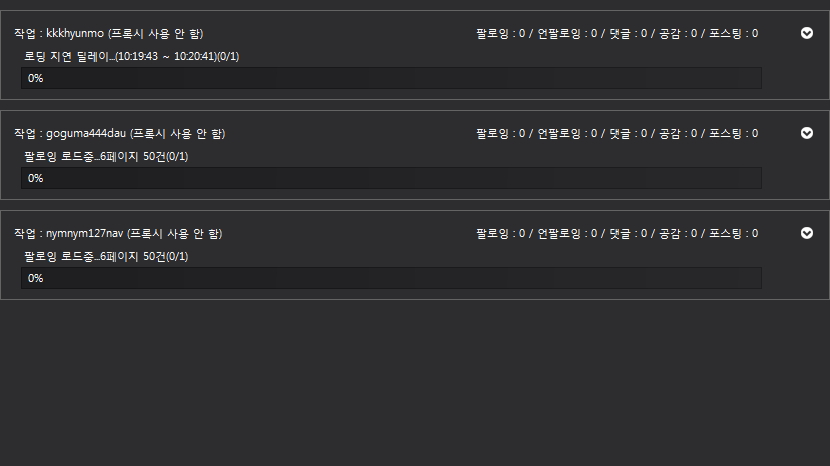 작업 : kkkhyunmo (프록시 사용 안 함) 팔로잉 : 0 / 언팔로잉 : 0 / 댓글 : 0 / 공감 : 0 / 포스팅 : 0
로딩 지연 딜레이...(10:19:43 ~ 10:20:41)(0/1)
0%
작업 : goguma444dau (프록시 사용 안 함) 팔로잉 : 0 / 언팔로잉 : 0 / 댓글 : 0 / 공감 : 0 / 포스팅 : 0
팔로잉 로드중...6페이지 50건(0/1)
0%
작업 : nymnym127nav (프록시 사용 안 함) 팔로잉 : 0 / 언팔로잉 : 0 / 댓글 : 0 / 공감 : 0 / 포스팅 : 0
팔로잉 로드중...6페이지 50건(0/1)
0%